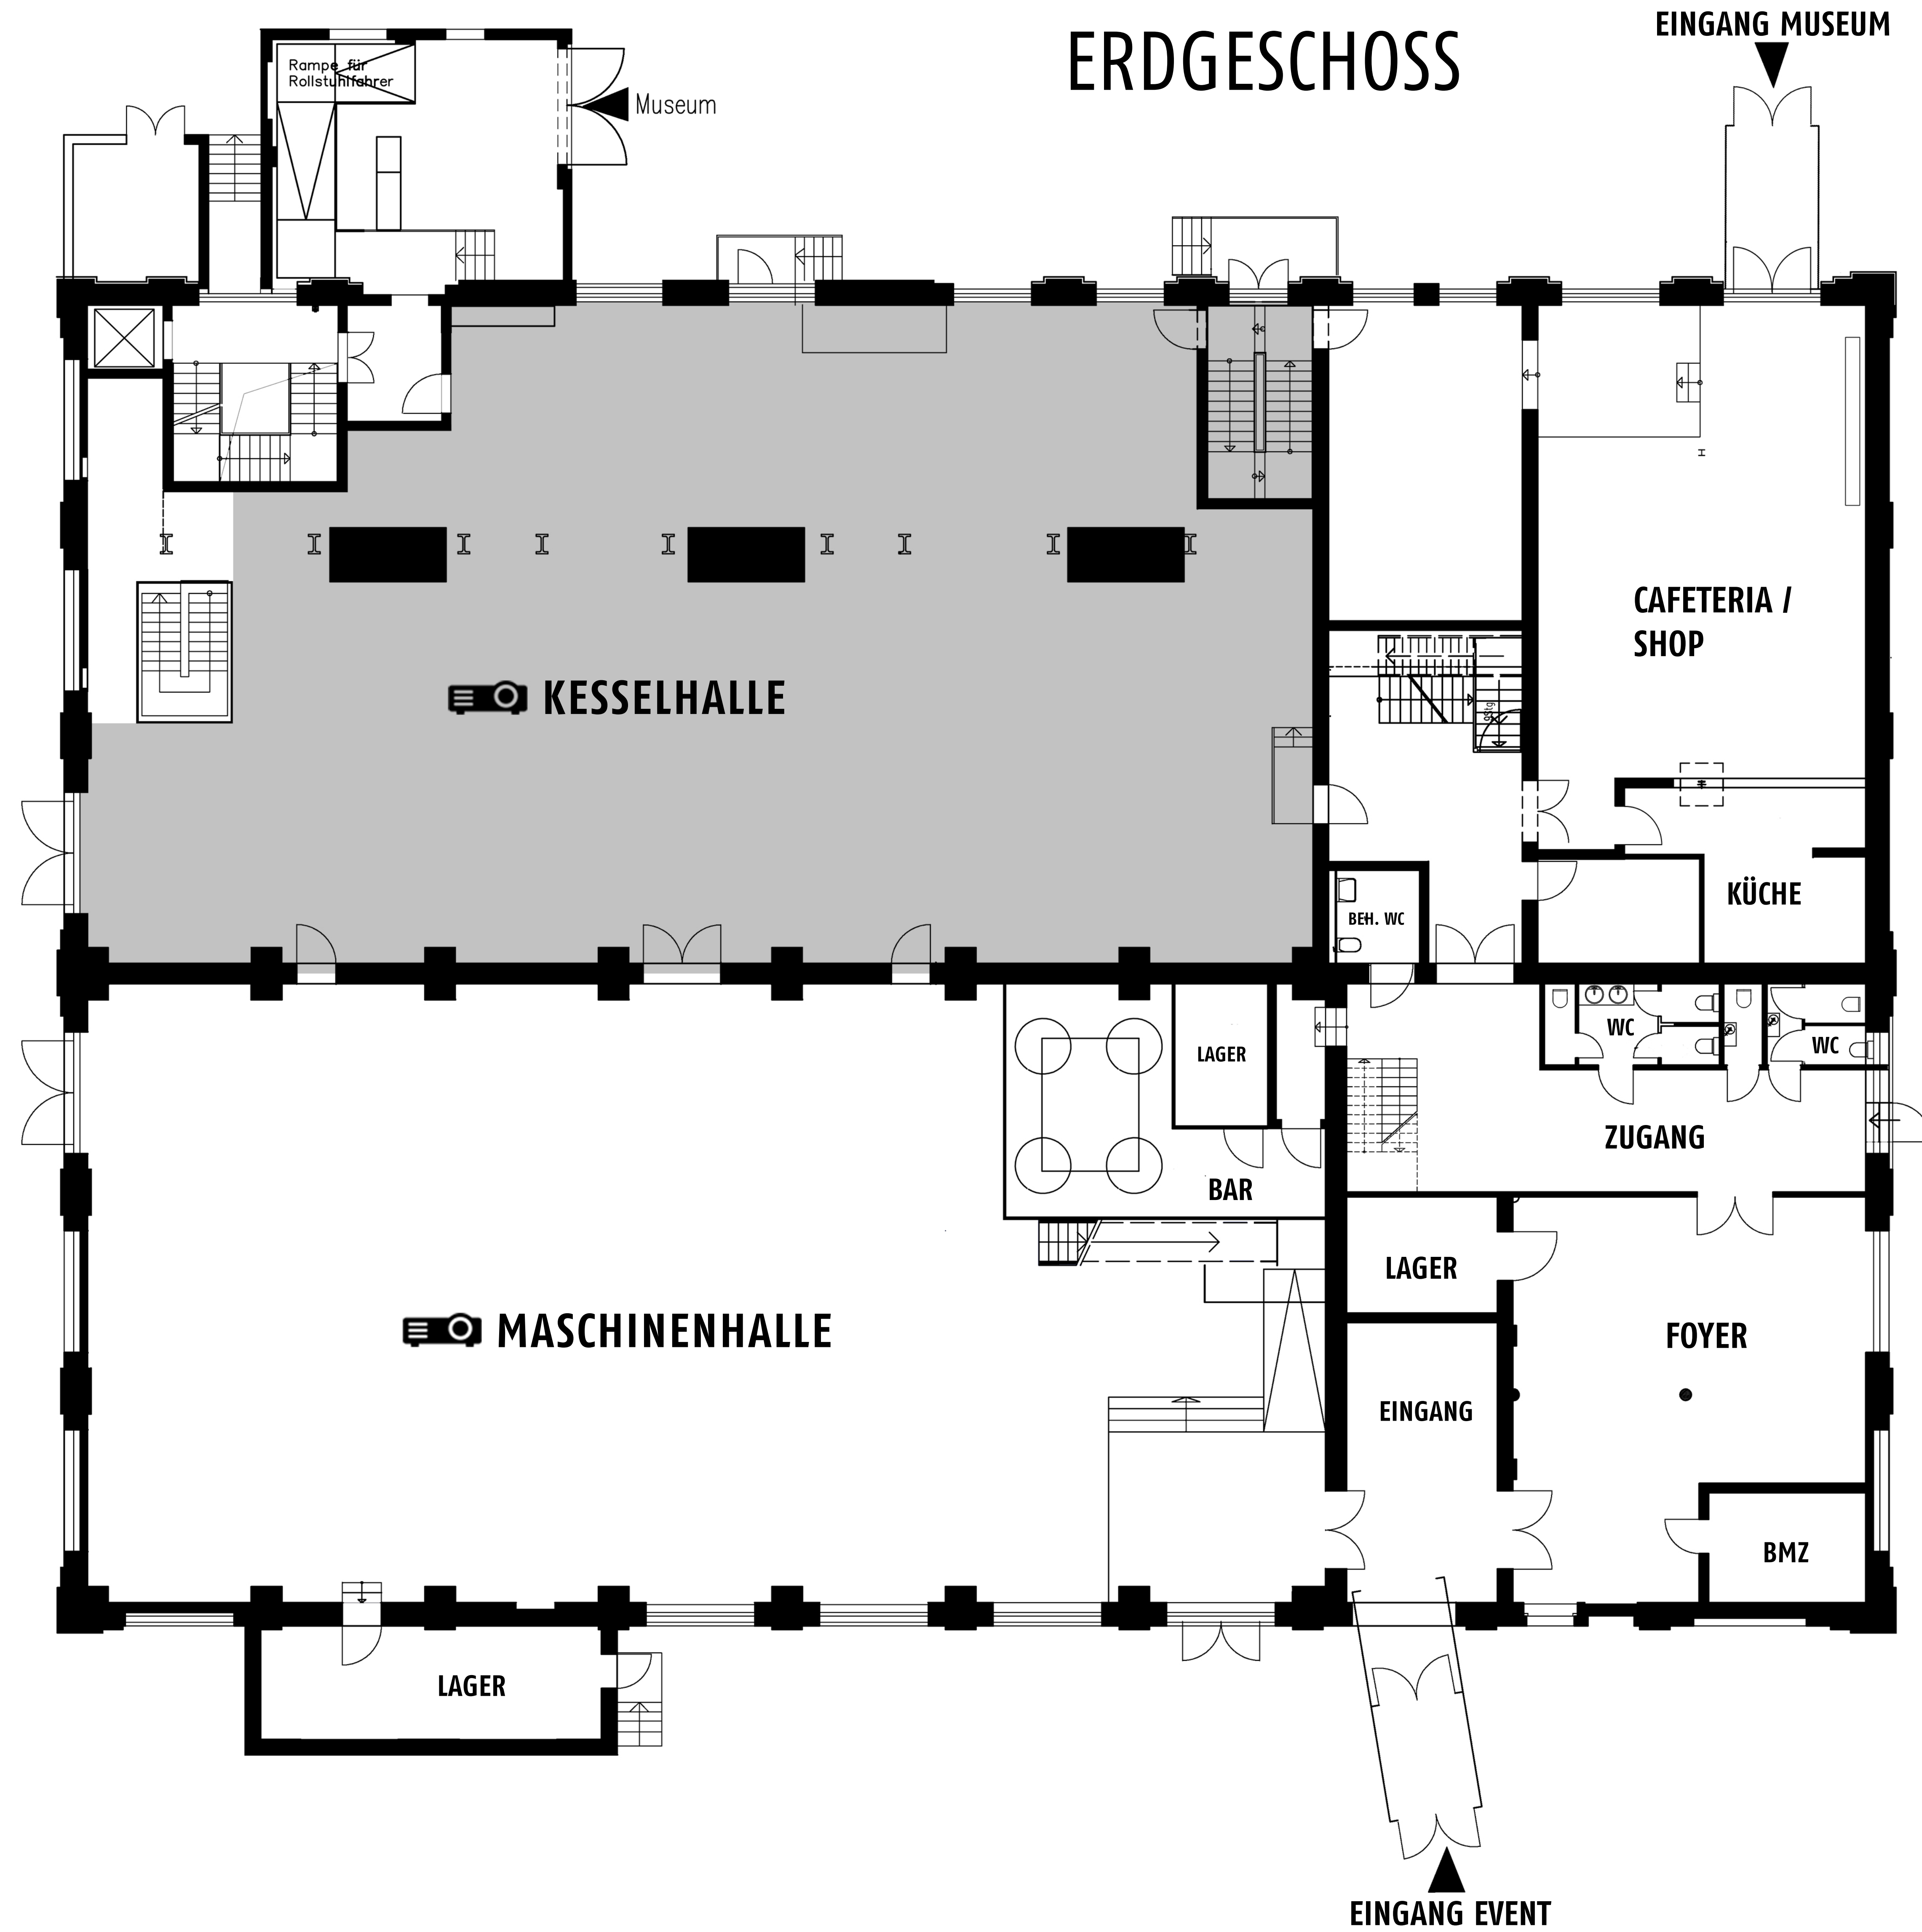 EINGANG MUSEUM
ERDGESCHOSS
Rampe für
Rollstuhlfahrer
Museum
CAFETERIA /
SHOP
KESSELHALLE
KÜCHE
BEH. WC
WC
WC
LAGER
ZUGANG
BAR
LAGER
MASCHINENHALLE
FOYER
EINGANG
BMZ
LAGER
EINGANG EVENT